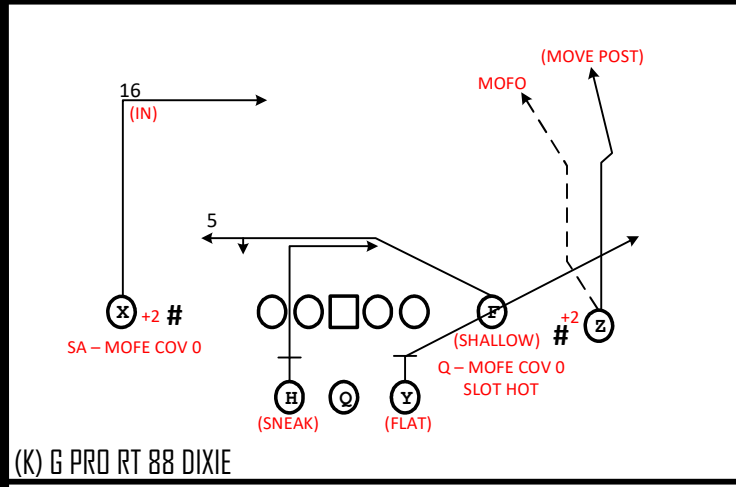 (MOVE POST)
MOFO
16
(IN)
5
X +2 #
F
# +2 Z
SA – MOFE COV 0
(SHALLOW)
Q – MOFE COV 0
SLOT HOT
H Q Y
(SNEAK) (FLAT)
(K) G PRO RT 88 DIXIE